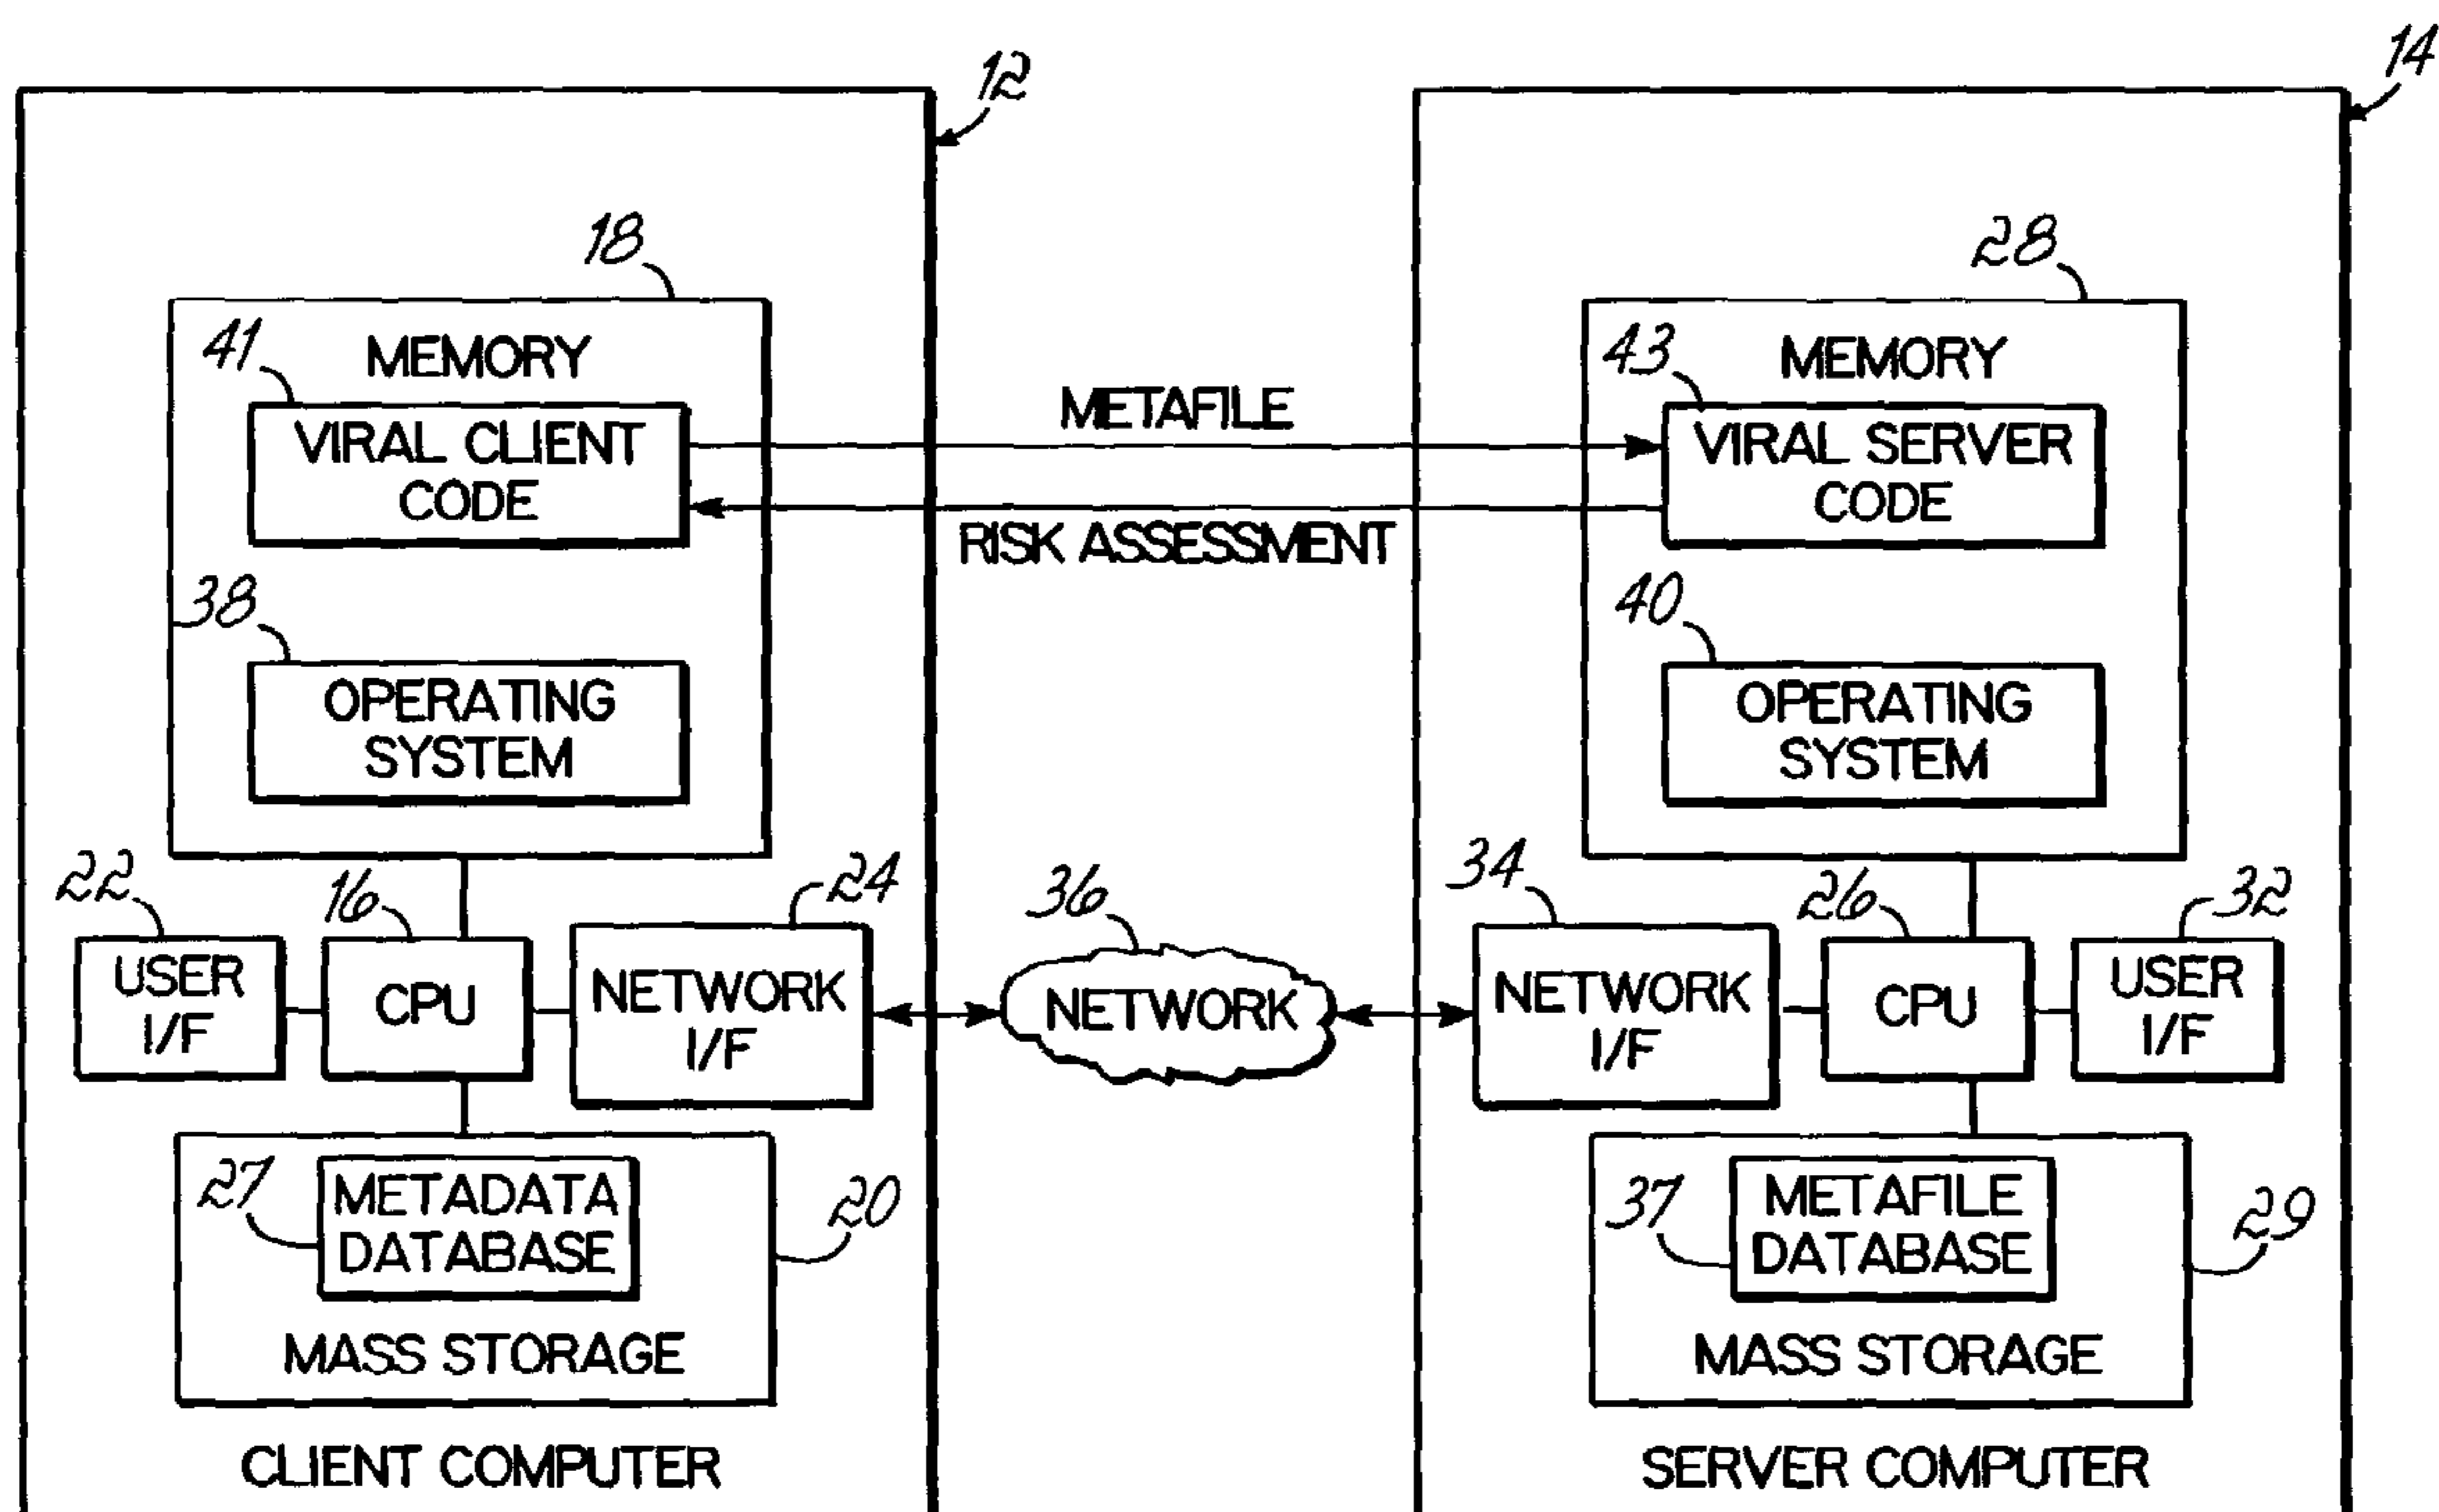 12
14
18
28
41
MEMORY
43
MEMORY
VIRAL CLIENT
CODE
METAFILE
VIRAL SERVER
CODE
RISK ASSESSMENT
38
40
OPERATING
SYSTEM
OPERATING
SYSTEM
22
16
24
36
34
26
32
USER
I/F
CPU
NETWORK
I/F
NETWORK
NETWORK
I/F
CPU
USER
I/F
27
METADATA
DATABASE
20
37
METAFILE
DATABASE
29
MASS STORAGE
MASS STORAGE
CLIENT COMPUTER
SERVER COMPUTER